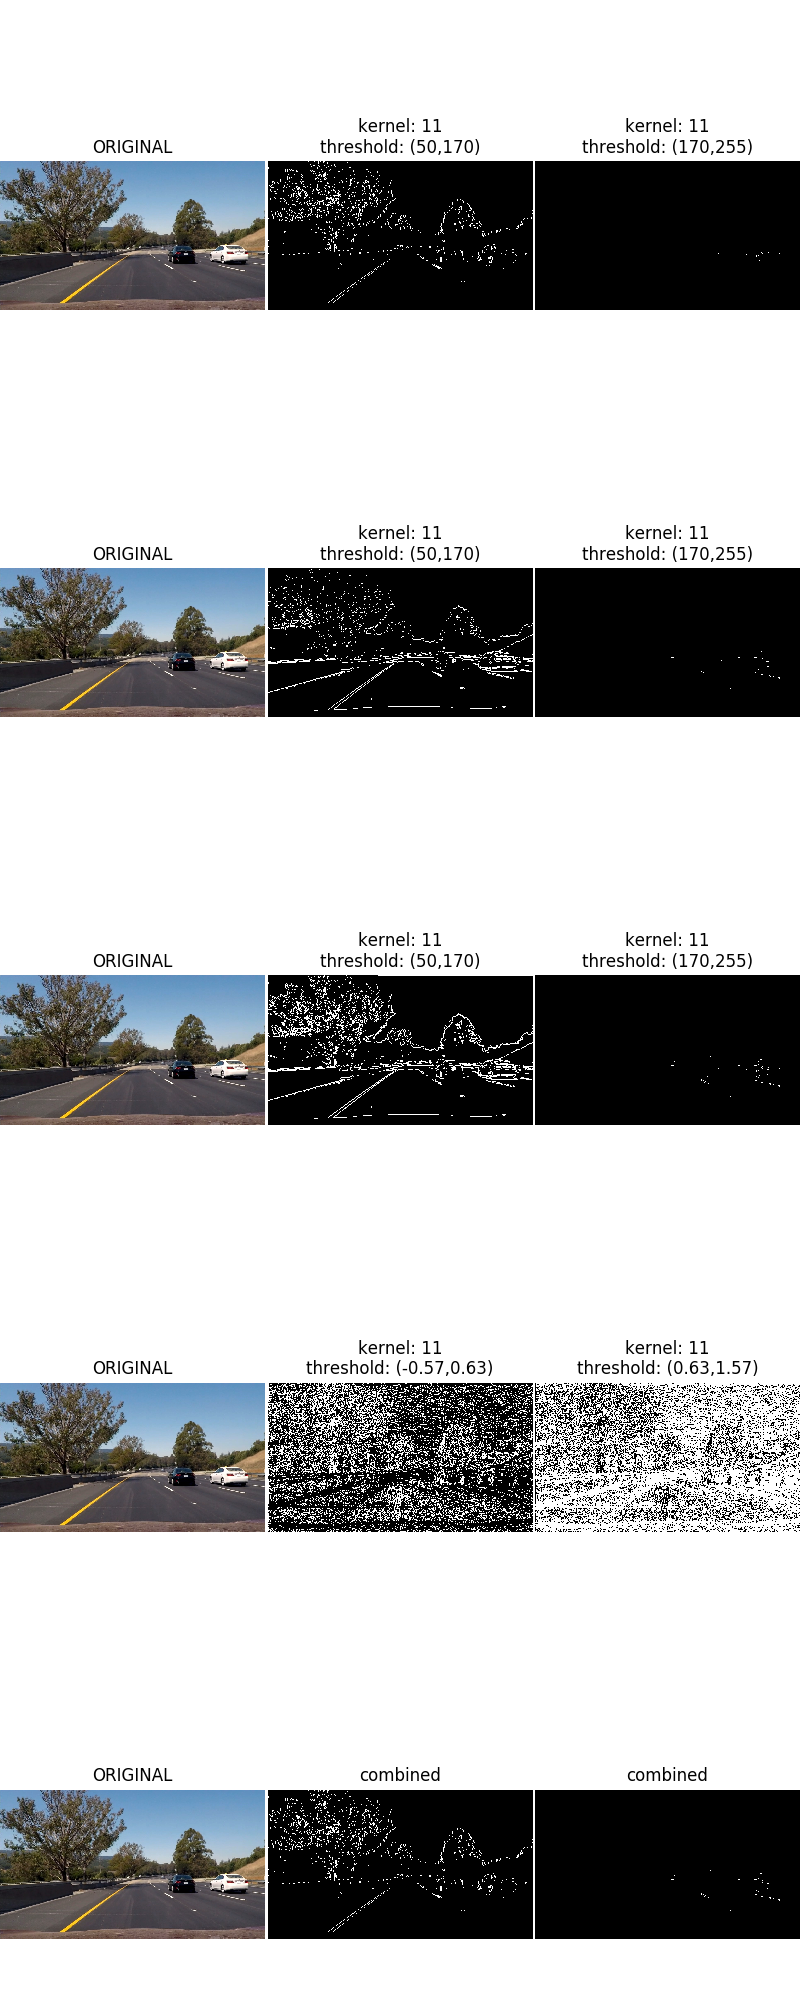 ORIGINAL
kernel: 11
threshold: (50,170)
kernel: 11
threshold: (170,255)
ORIGINAL
kernel: 11
threshold: (50,170)
kernel: 11
threshold: (170,255)
ORIGINAL
kernel: 11
threshold: (50,170)
kernel: 11
threshold: (170,255)
ORIGINAL
kernel: 11
threshold: (-0.57,0.63)
kernel: 11
threshold: (0.63,1.57)
ORIGINAL
combined
combined